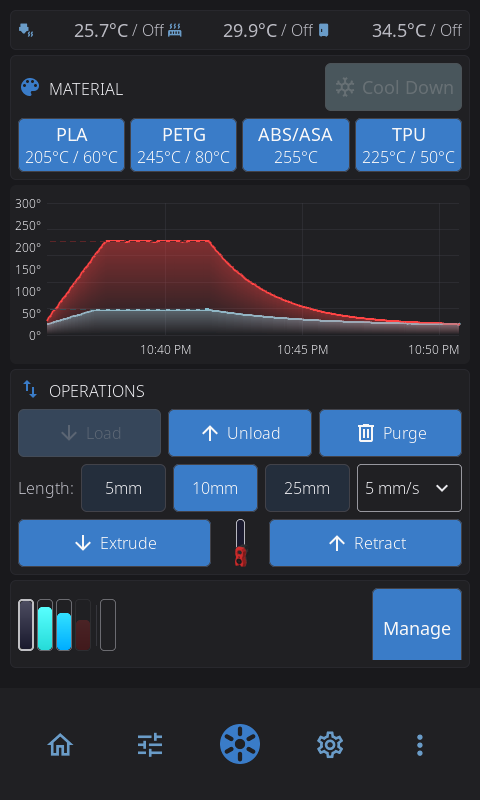 25.7°C / Off 29.9°C / Off 34.5°C / Off
MATERIAL
Cool Down
PLA
205°C / 60°C
PETG
245°C / 80°C
ABS/ASA
255°C
TPU
225°C / 50°C
300°
250°
200°
150°
100°
50°
0°
10:40 PM 10:45 PM 10:50 PM
OPERATIONS
Load Unload Purge
Length: 5mm 10mm 25mm 5 mm/s
Extrude Retract
Manage